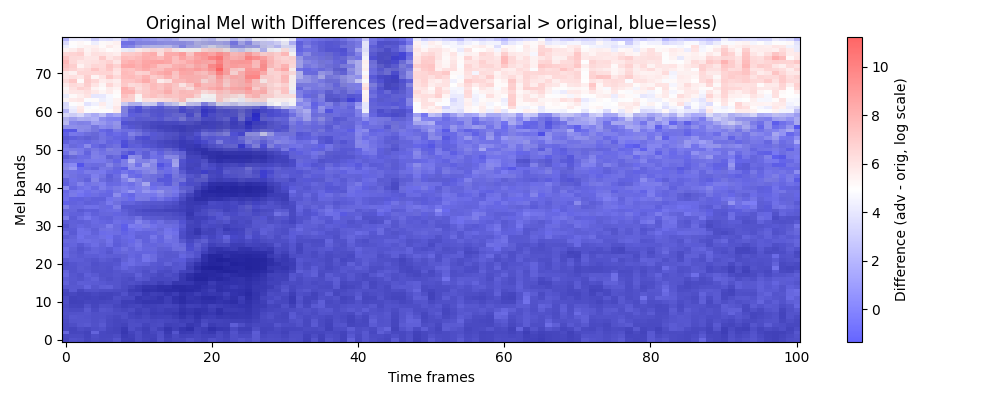 Original Mel with Differences (red=adversarial > original, blue=less)
Mel bands
70
60
50
40
30
20
10
0
0 20 40 60 80 100
Time frames
10
8
6
4
2
0
Difference (adv - orig, log scale)